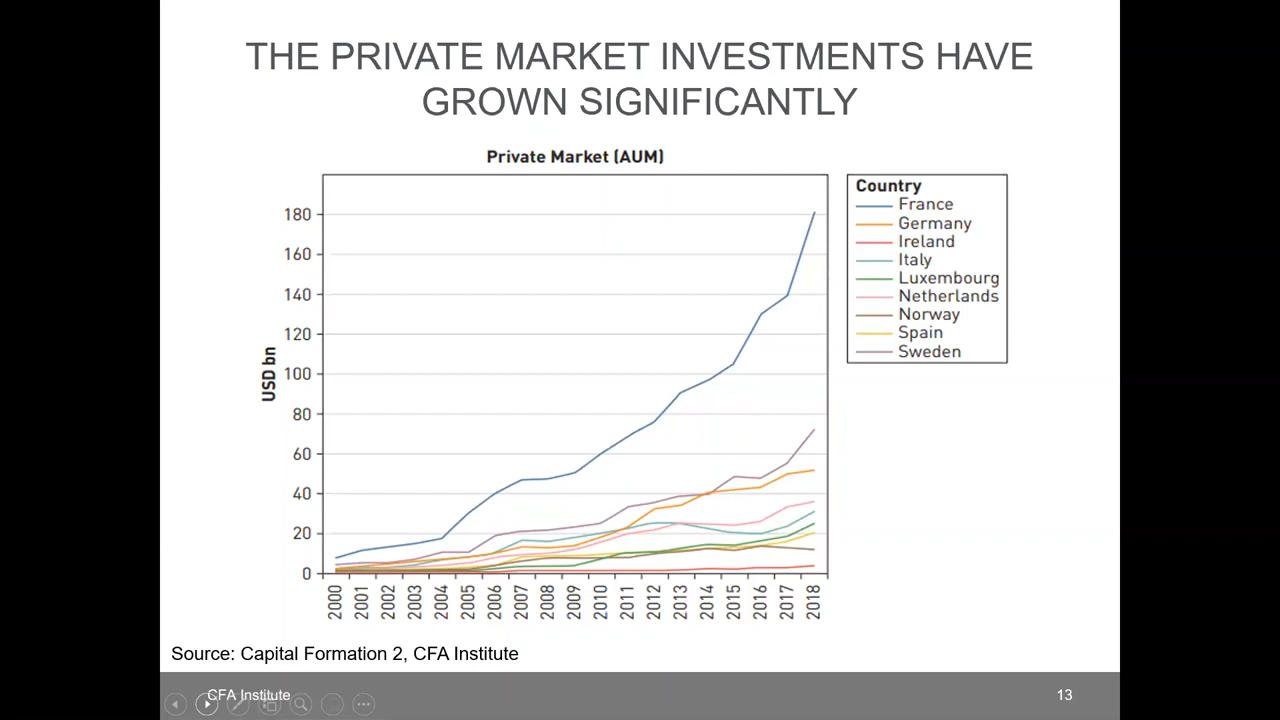 THE PRIVATE MARKET INVESTMENTS HAVE
GROWN SIGNIFICANTLY
Private Market (AUM)
USD bn
180
160
140
120
100
80
60
40
20
0
2000
2001
2002
2003
2004
2005
2006
2007
2008
2009
2010
2011
2012
2013
2014
2015
2016
2017
2018
Country
France
Germany
Ireland
Italy
Luxembourg
Netherlands
Norway
Spain
Sweden
Source: Capital Formation 2, CFA Institute
CFA Institute
13